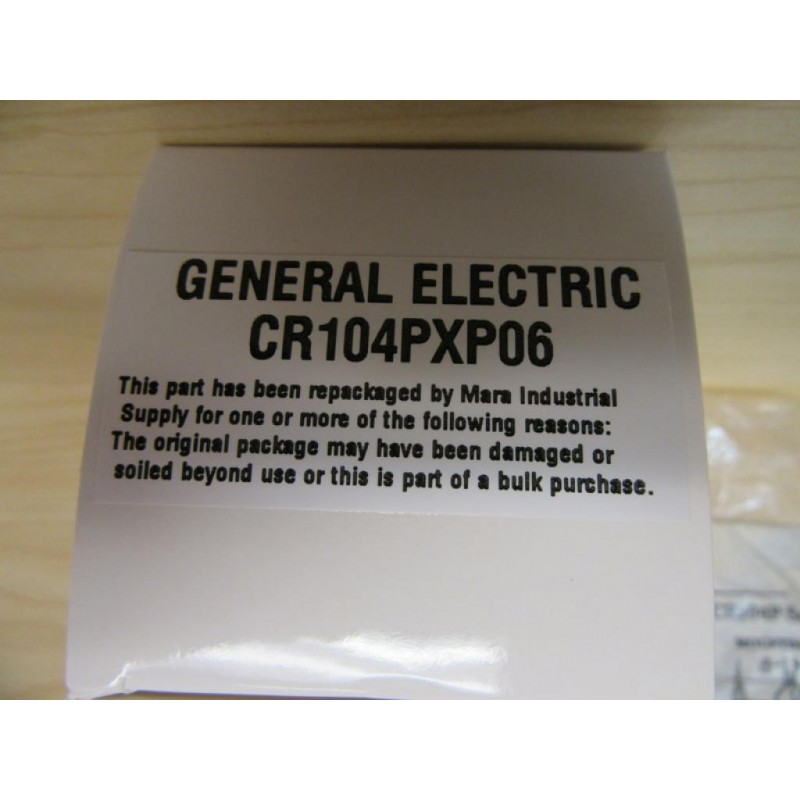 GENERAL ELECTRIC
CR104PXP06
This part has been repackaged by Mara Industrial
Supply for one or more of the following reasons:
The original package may have been damaged or
soiled beyond use or this is part of a bulk purchase.